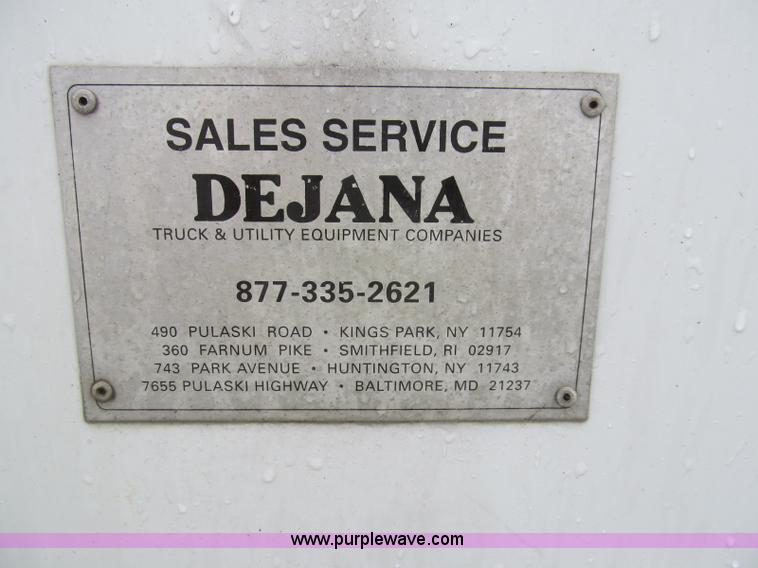 SALES SERVICE
DEJANA
TRUCK & UTILITY EQUIPMENT COMPANIES
877-335-2621
490 PULASKI ROAD • KINGS PARK, NY 11754
360 FARNUM PIKE • SMITHFIELD, RI 02917
743 PARK AVENUE • HUNTINGTON, NY 11743
7655 PULASKI HIGHWAY • BALTIMORE, MD 21237
www.purplewave.com